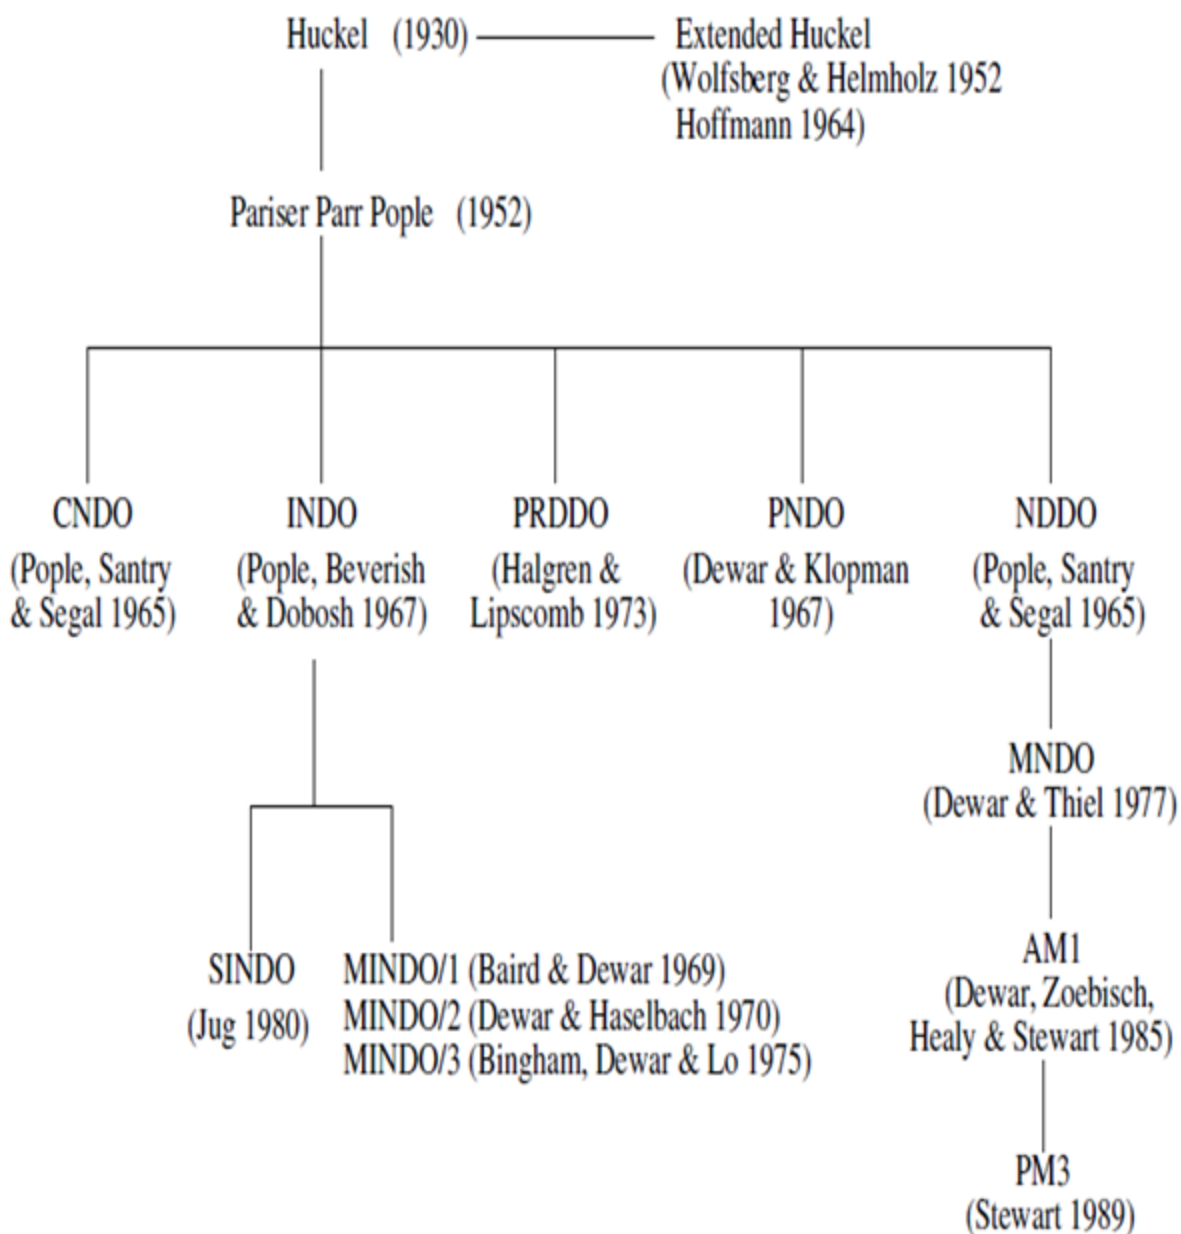 Huckel (1930)
Extended Huckel
(Wolfsberg & Helmholz 1952
Hoffmann 1964)
Pariser Parr Pople (1952)
CNDO
(Pople, Santry
& Segal 1965)
INDO
(Pople, Beverish
& Dobosh 1967)
PRDDO
(Halgren &
Lipscomb 1973)
PNDO
(Dewar & Klopman
1967)
NDDO
(Pople, Santry
& Segal 1965)
MNDO
(Dewar & Thiel 1977)
SINDO
(Jug 1980)
MINDO/1 (Baird & Dewar 1969)
MINDO/2 (Dewar & Haselbach 1970)
MINDO/3 (Bingham, Dewar & Lo 1975)
AM1
(Dewar, Zoebisch,
Healy & Stewart 1985)
PM3
(Stewart 1989)